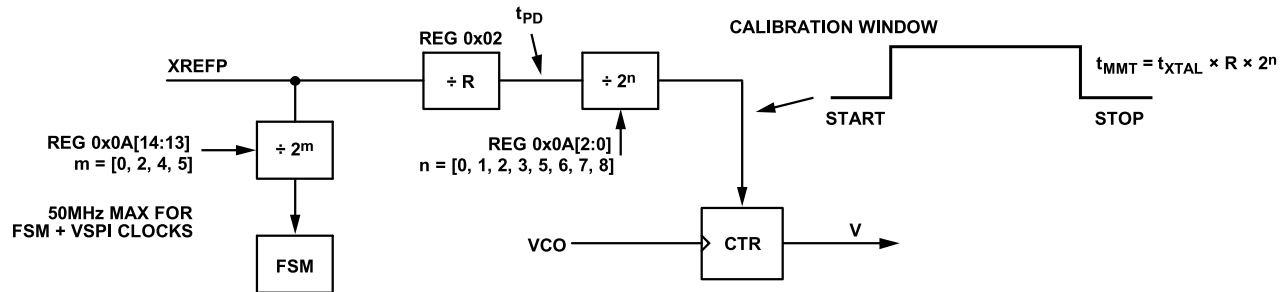 tPD
REG 0x02
CALIBRATION WINDOW
XREFP
÷ R
÷ 2ⁿ
tMMT = tXTAL × R × 2ⁿ
START
STOP
REG 0x0A[14:13]
m = [0, 2, 4, 5]
÷ 2ᵐ
REG 0x0A[2:0]
n = [0, 1, 2, 3, 5, 6, 7, 8]
50MHz MAX FOR
FSM + VSPI CLOCKS
FSM
VCO
CTR
V